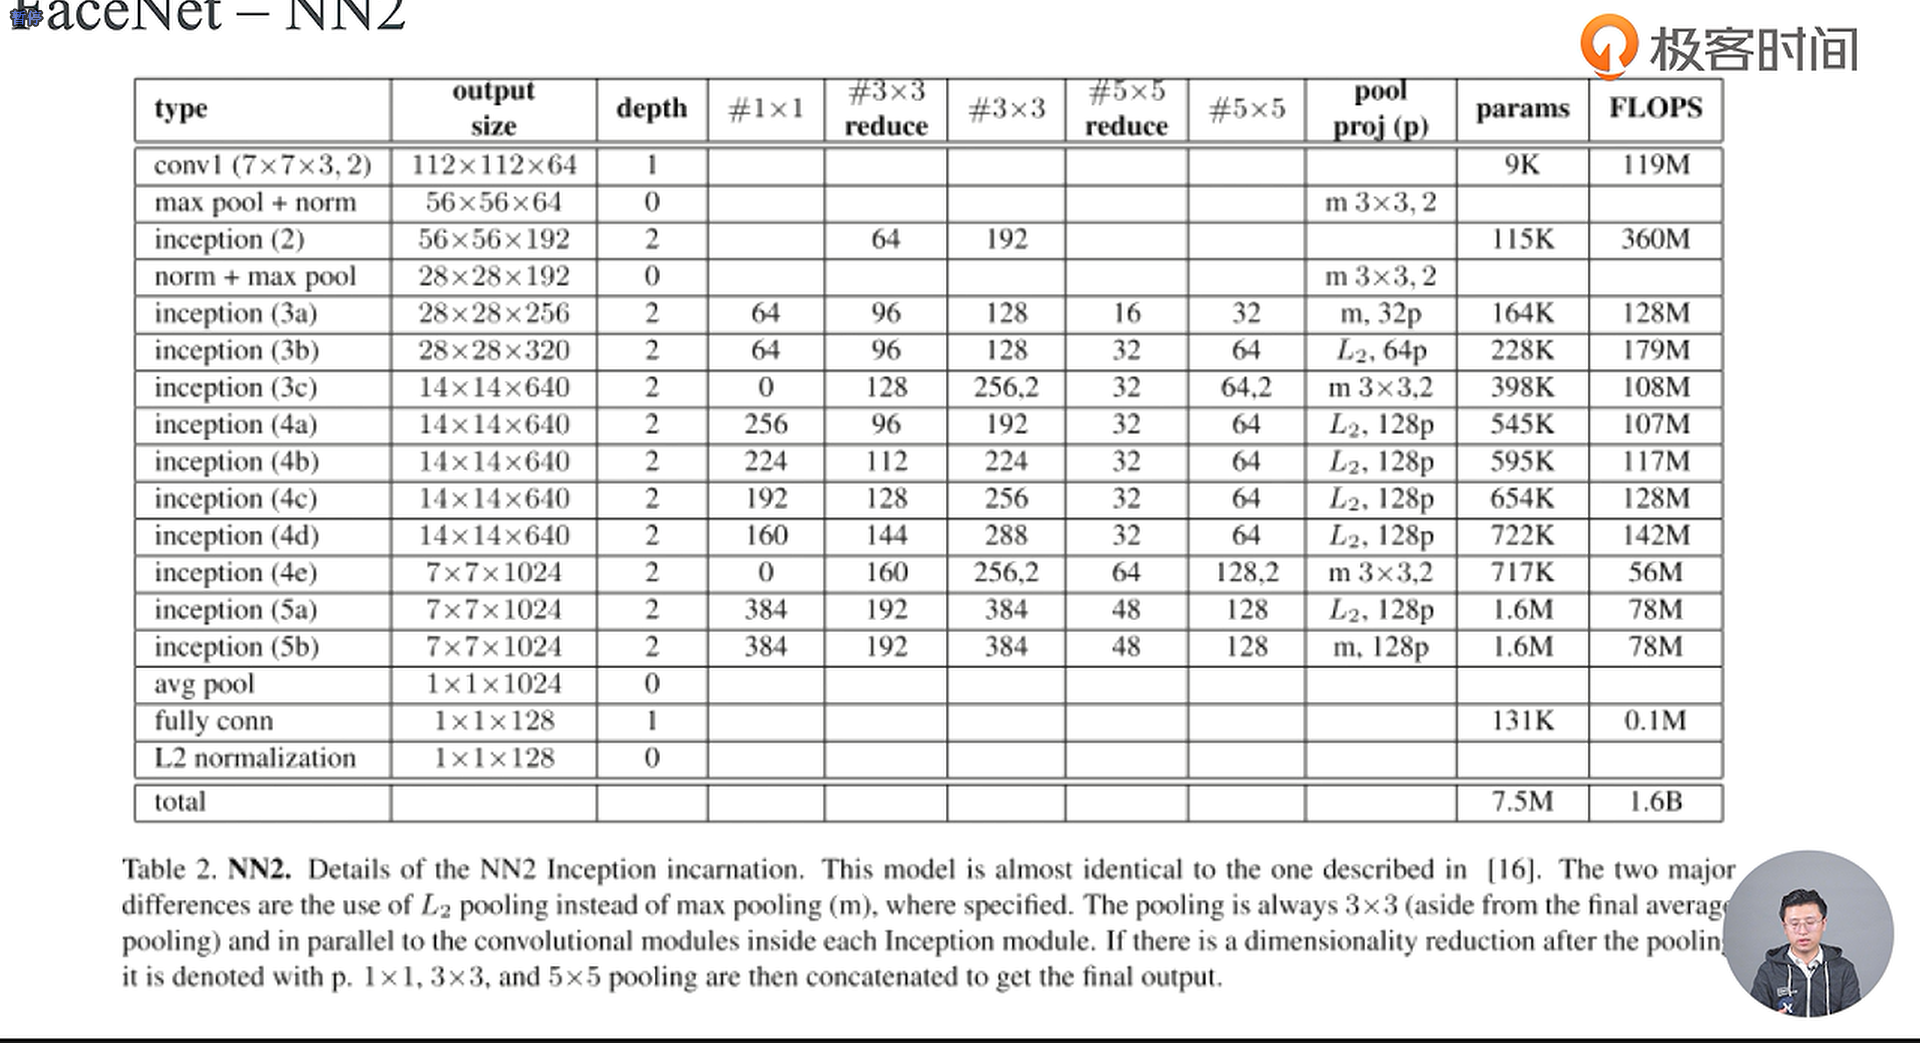 暂停
FaceNet – NN2
极客时间
type output size depth #1×1 #3×3 reduce #3×3 #5×5 reduce #5×5 pool proj (p) params FLOPS
conv1 (7×7×3, 2) 112×112×64 1 9K 119M
max pool + norm 56×56×64 0 m 3×3, 2
inception (2) 56×56×192 2 64 192 115K 360M
norm + max pool 28×28×192 0 m 3×3, 2
inception (3a) 28×28×256 2 64 96 128 16 32 m, 32p 164K 128M
inception (3b) 28×28×320 2 64 96 128 32 64 L₂, 64p 228K 179M
inception (3c) 14×14×640 2 0 128 256,2 32 64,2 m 3×3,2 398K 108M
inception (4a) 14×14×640 2 256 96 192 32 64 L₂, 128p 545K 107M
inception (4b) 14×14×640 2 224 112 224 32 64 L₂, 128p 595K 117M
inception (4c) 14×14×640 2 192 128 256 32 64 L₂, 128p 654K 128M
inception (4d) 14×14×640 2 160 144 288 32 64 L₂, 128p 722K 142M
inception (4e) 7×7×1024 2 0 160 256,2 64 128,2 m 3×3,2 717K 56M
inception (5a) 7×7×1024 2 384 192 384 48 128 L₂, 128p 1.6M 78M
inception (5b) 7×7×1024 2 384 192 384 48 128 m, 128p 1.6M 78M
avg pool 1×1×1024 0
fully conn 1×1×128 1 131K 0.1M
L2 normalization 1×1×128 0
total 7.5M 1.6B
Table 2. NN2. Details of the NN2 Inception incarnation. This model is almost identical to the one described in [16]. The two major
differences are the use of L₂ pooling instead of max pooling (m), where specified. The pooling is always 3×3 (aside from the final average
pooling) and in parallel to the convolutional modules inside each Inception module. If there is a dimensionality reduction after the pooling
it is denoted with p. 1×1, 3×3, and 5×5 pooling are then concatenated to get the final output.